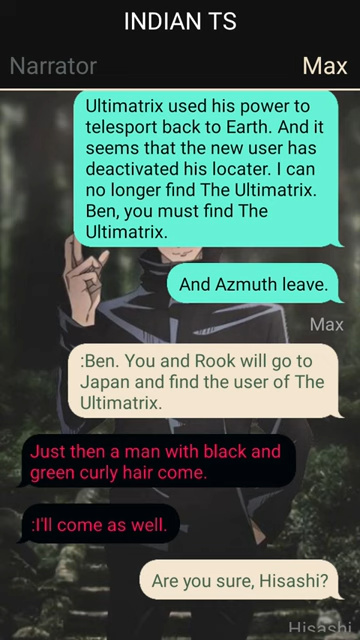 INDIAN TS
Narrator
Max
Ultimatrix used his power to
telesport back to Earth. And it
seems that the new user has
deactivated his locater. I can
no longer find The Ultimatrix.
Ben, you must find The
Ultimatrix.
And Azmuth leave.
Max
:Ben. You and Rook will go to
Japan and find the user of The
Ultimatrix.
Just then a man with black and
green curly hair come.
:I'll come as well.
Are you sure, Hisashi?
Hisashi